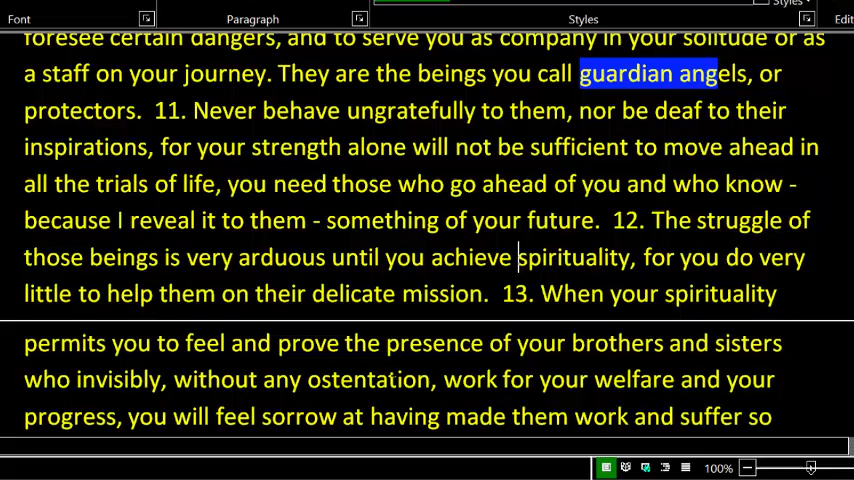 Styles
Font Paragraph Styles Edit
foresee certain dangers, and to serve you as company in your solitude or as
a staff on your journey. They are the beings you call guardian angels, or
protectors.  11. Never behave ungratefully to them, nor be deaf to their
inspirations, for your strength alone will not be sufficient to move ahead in
all the trials of life, you need those who go ahead of you and who know -
because I reveal it to them - something of your future.  12. The struggle of
those beings is very arduous until you achieve spirituality, for you do very
little to help them on their delicate mission.  13. When your spirituality
permits you to feel and prove the presence of your brothers and sisters
who invisibly, without any ostentation, work for your welfare and your
progress, you will feel sorrow at having made them work and suffer so
100%